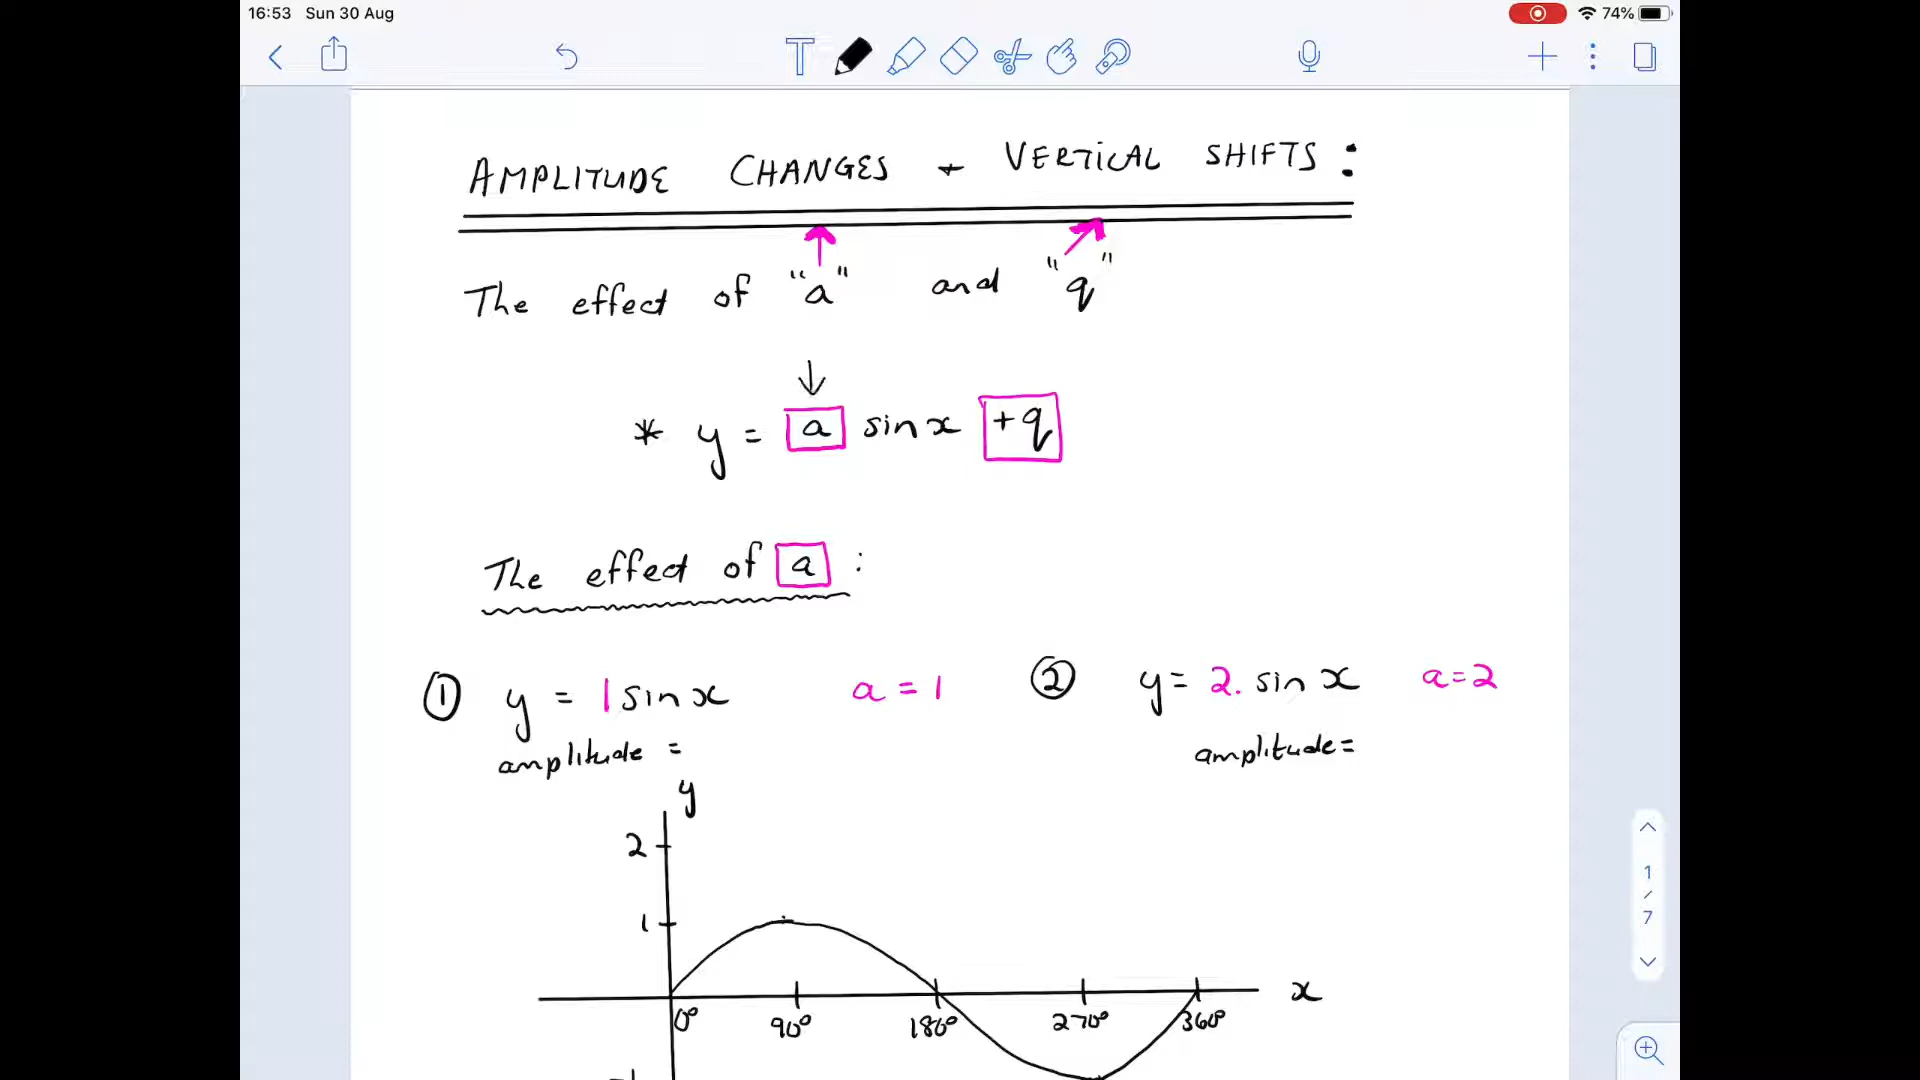 16:53 Sun 30 Aug 74%
T
AMPLITUDE CHANGES + VERTICAL SHIFTS:
The effect of "a" and "q"
* y = a sin x + q
The effect of a :
① y = 1 sin x a = 1 ② y = 2. sin x a = 2
amplitude = amplitude =
y
2
1
x
0° 90° 180° 270° 360°
1
/
7